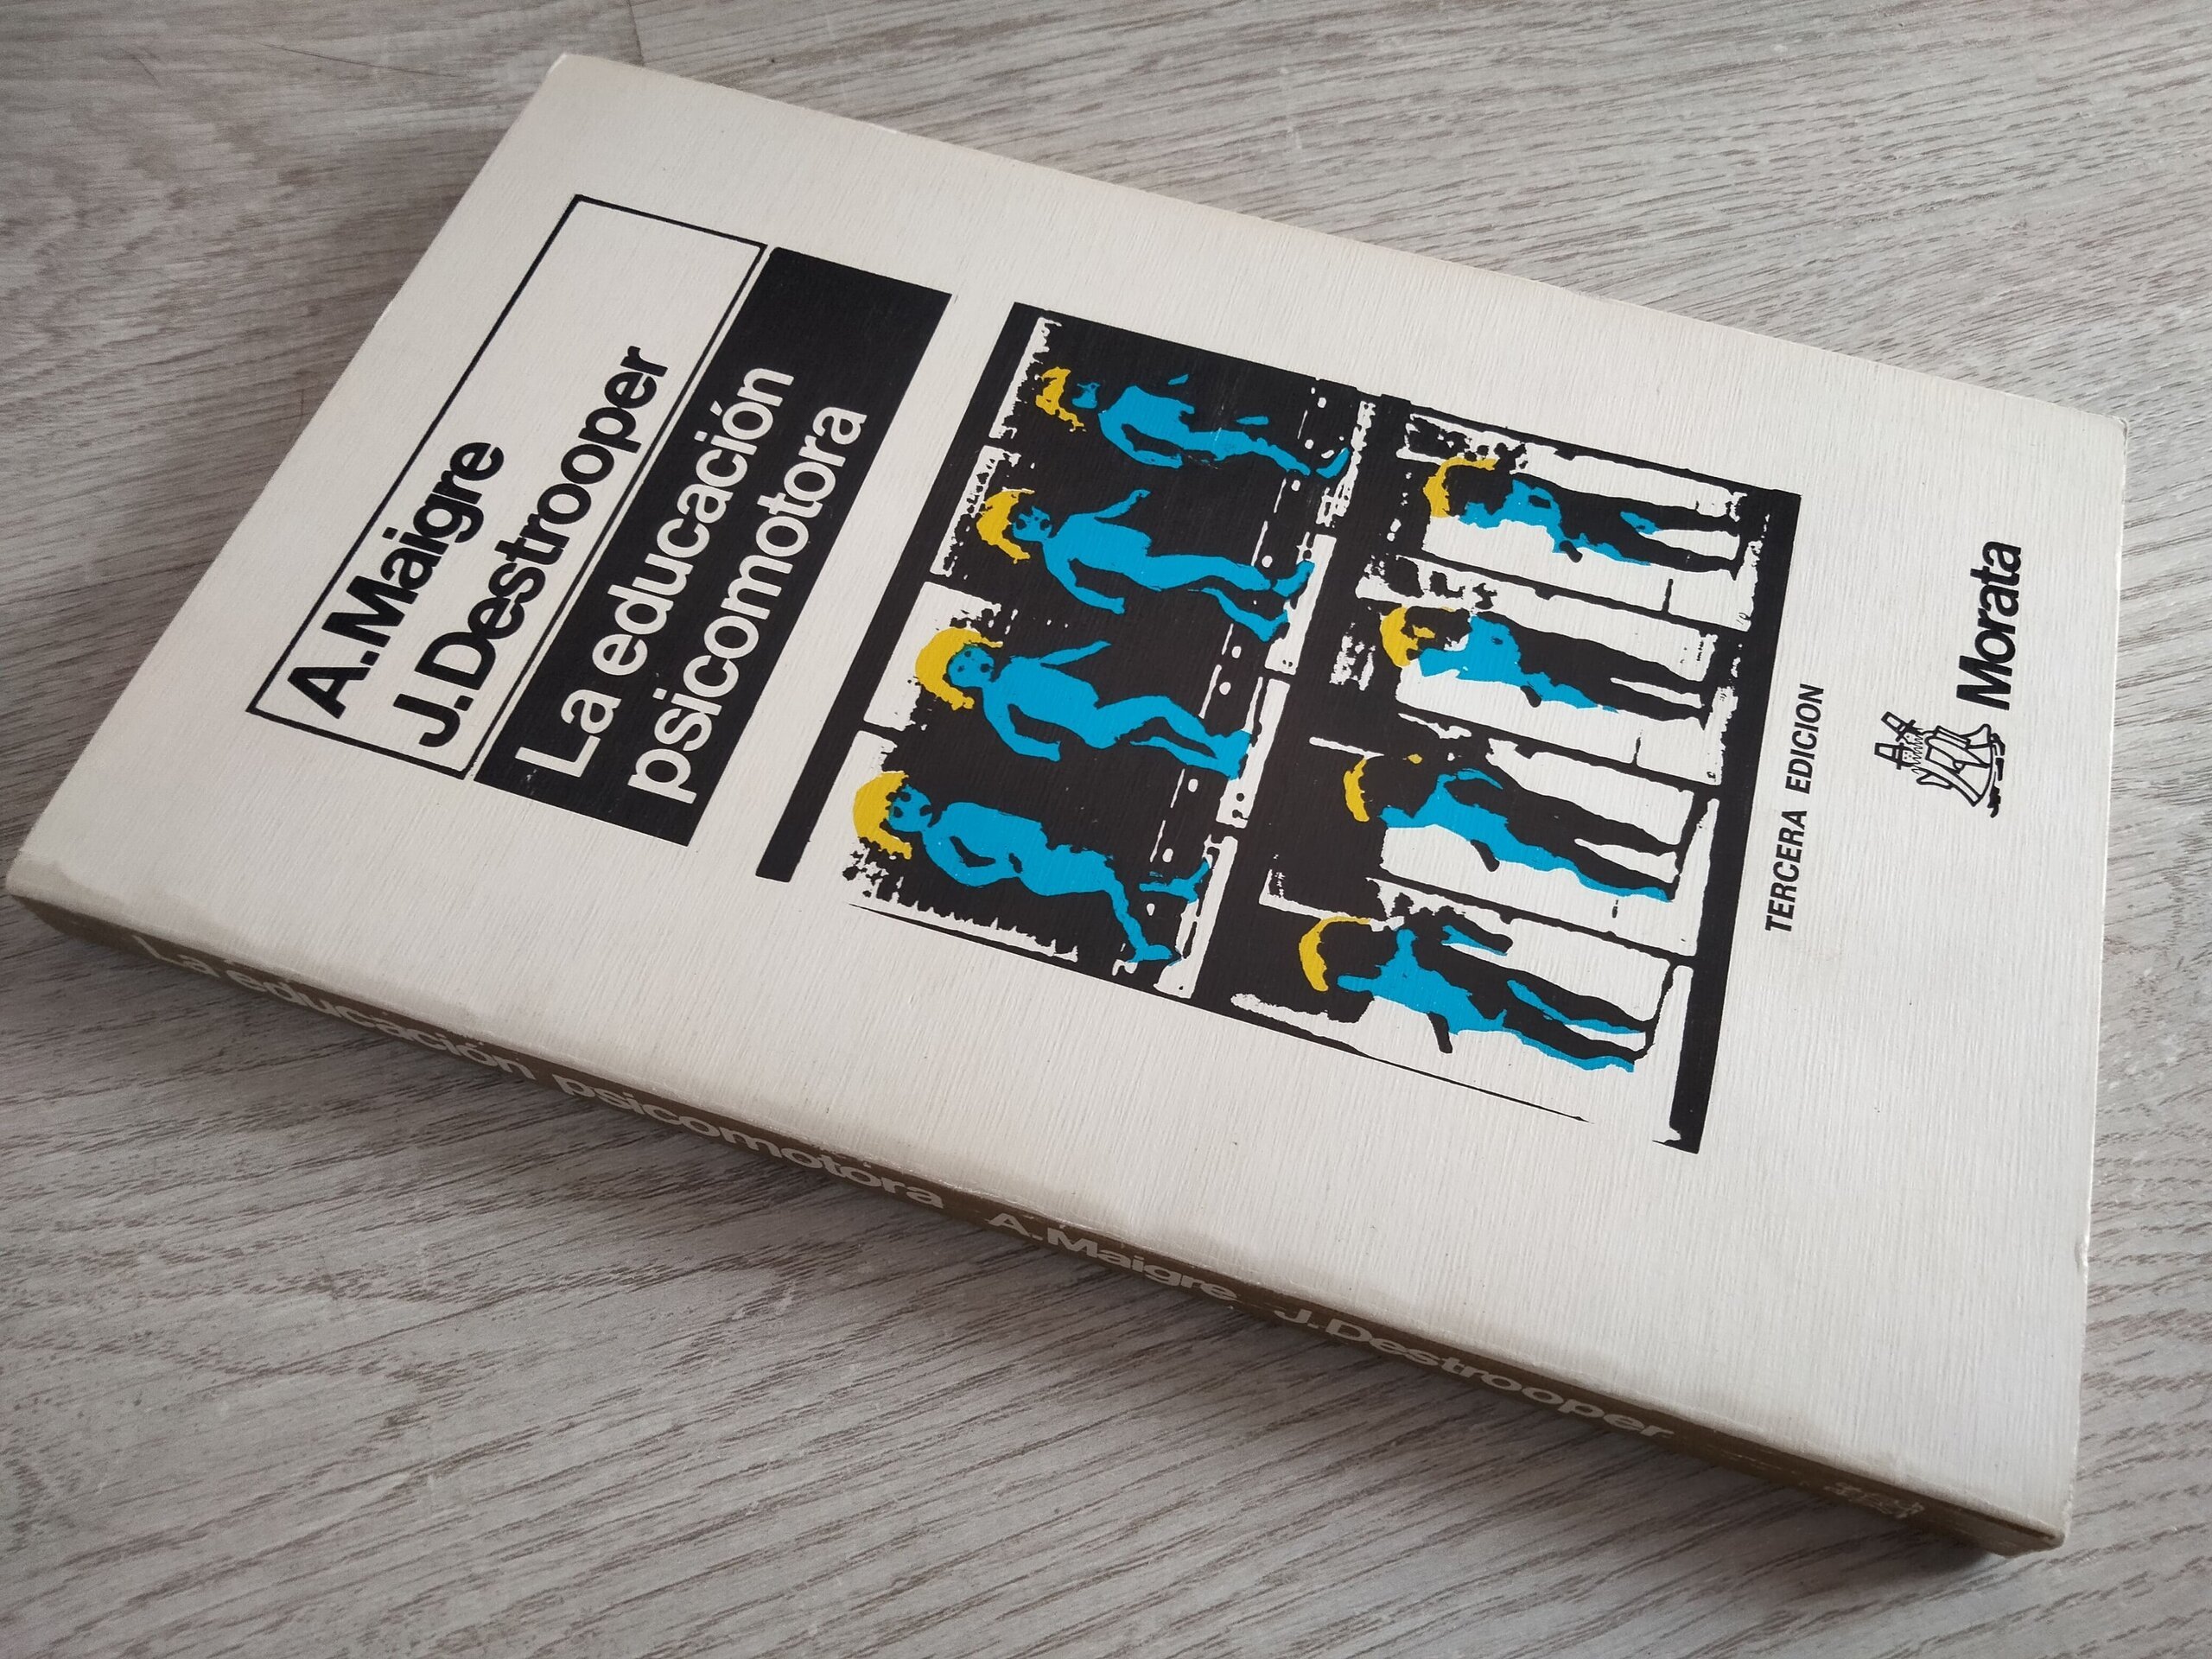 A.Maigre
J.Destrooper
La educación
psicomotora
TERCERA EDICION
Morata
La educación psicomotora A.Maigre J.Destrooper